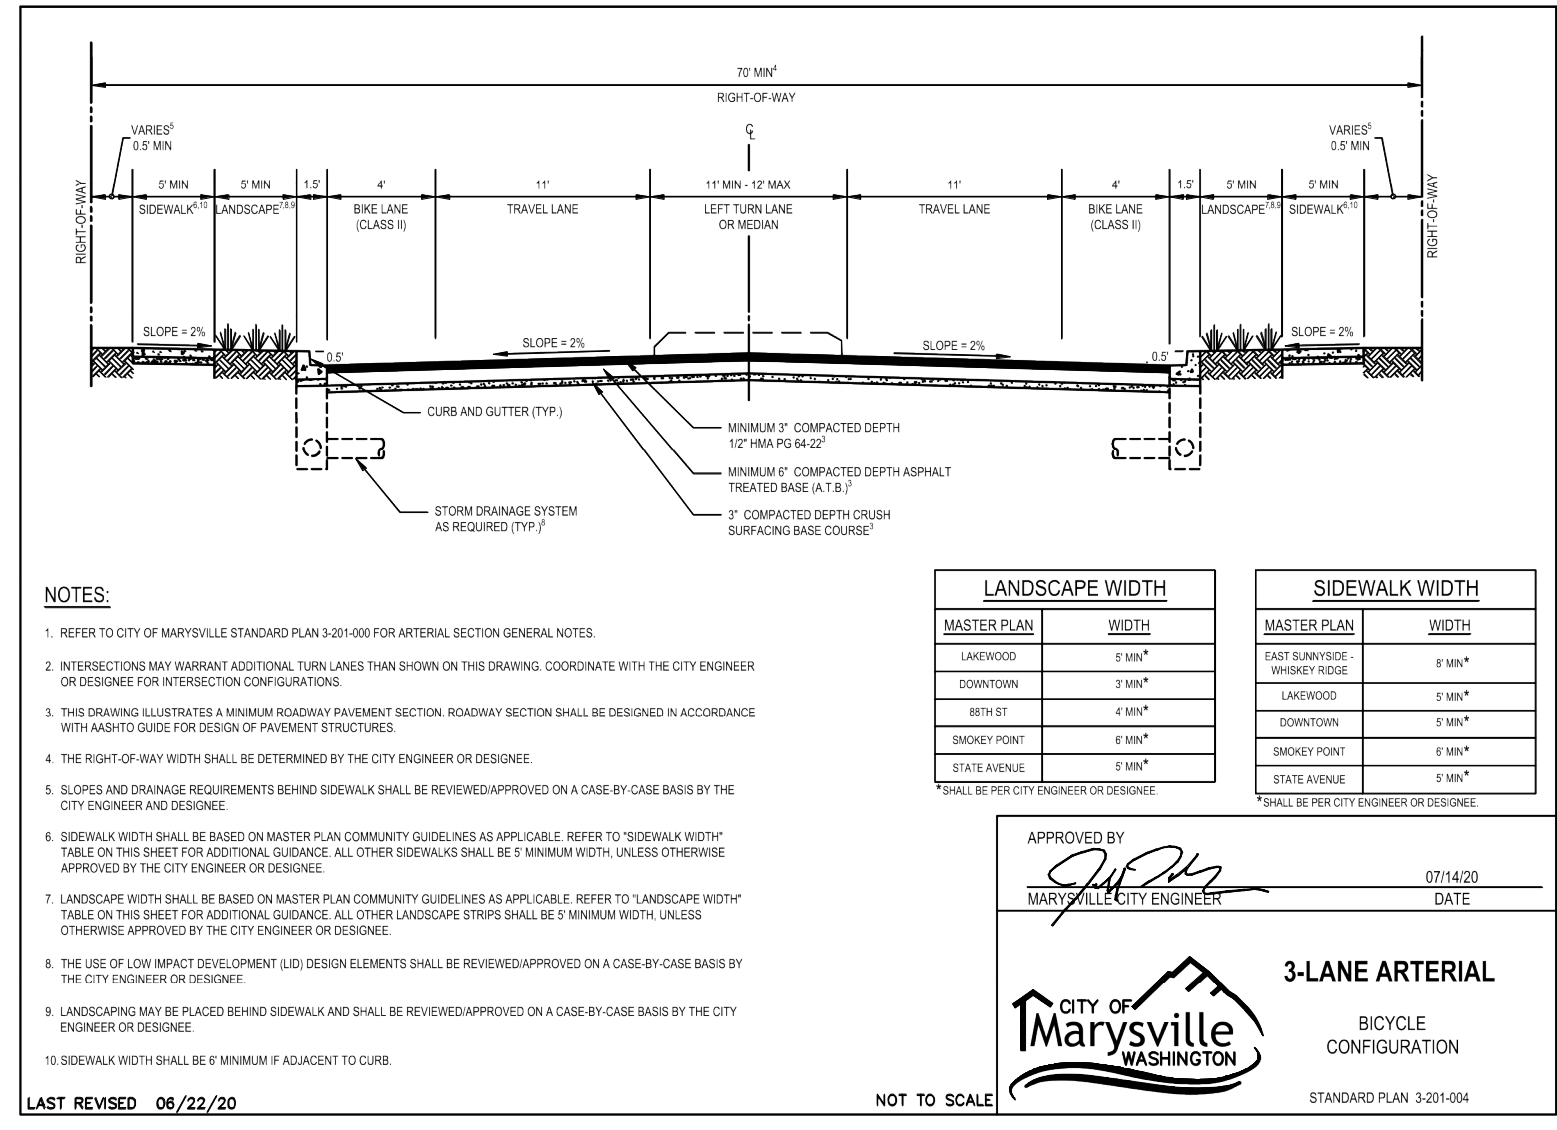 70' MIN4
RIGHT-OF-WAY
VARIES5
0.5' MIN
℄
VARIES5
0.5' MIN
RIGHT-OF-WAY
5' MIN
SIDEWALK6,10
5' MIN
LANDSCAPE7,8,9
1.5'
4'
BIKE LANE
(CLASS II)
11'
TRAVEL LANE
11' MIN - 12' MAX
LEFT TURN LANE
OR MEDIAN
11'
TRAVEL LANE
4'
BIKE LANE
(CLASS II)
1.5'
5' MIN
LANDSCAPE7,8,9
5' MIN
SIDEWALK6,10
RIGHT-OF-WAY
SLOPE = 2%
0.5'
SLOPE = 2%
SLOPE = 2%
0.5'
SLOPE = 2%
CURB AND GUTTER (TYP.)
MINIMUM 3" COMPACTED DEPTH
1/2" HMA PG 64-223
MINIMUM 6" COMPACTED DEPTH ASPHALT
TREATED BASE (A.T.B.)3
3" COMPACTED DEPTH CRUSH
SURFACING BASE COURSE3
STORM DRAINAGE SYSTEM
AS REQUIRED (TYP.)8
NOTES:
1. REFER TO CITY OF MARYSVILLE STANDARD PLAN 3-201-000 FOR ARTERIAL SECTION GENERAL NOTES.
2. INTERSECTIONS MAY WARRANT ADDITIONAL TURN LANES THAN SHOWN ON THIS DRAWING. COORDINATE WITH THE CITY ENGINEER
OR DESIGNEE FOR INTERSECTION CONFIGURATIONS.
3. THIS DRAWING ILLUSTRATES A MINIMUM ROADWAY PAVEMENT SECTION. ROADWAY SECTION SHALL BE DESIGNED IN ACCORDANCE
WITH AASHTO GUIDE FOR DESIGN OF PAVEMENT STRUCTURES.
4. THE RIGHT-OF-WAY WIDTH SHALL BE DETERMINED BY THE CITY ENGINEER OR DESIGNEE.
5. SLOPES AND DRAINAGE REQUIREMENTS BEHIND SIDEWALK SHALL BE REVIEWED/APPROVED ON A CASE-BY-CASE BASIS BY THE
CITY ENGINEER AND DESIGNEE.
6. SIDEWALK WIDTH SHALL BE BASED ON MASTER PLAN COMMUNITY GUIDELINES AS APPLICABLE. REFER TO "SIDEWALK WIDTH"
TABLE ON THIS SHEET FOR ADDITIONAL GUIDANCE. ALL OTHER SIDEWALKS SHALL BE 5' MINIMUM WIDTH, UNLESS OTHERWISE
APPROVED BY THE CITY ENGINEER OR DESIGNEE.
7. LANDSCAPE WIDTH SHALL BE BASED ON MASTER PLAN COMMUNITY GUIDELINES AS APPLICABLE. REFER TO "LANDSCAPE WIDTH"
TABLE ON THIS SHEET FOR ADDITIONAL GUIDANCE. ALL OTHER LANDSCAPE STRIPS SHALL BE 5' MINIMUM WIDTH, UNLESS
OTHERWISE APPROVED BY THE CITY ENGINEER OR DESIGNEE.
8. THE USE OF LOW IMPACT DEVELOPMENT (LID) DESIGN ELEMENTS SHALL BE REVIEWED/APPROVED ON A CASE-BY-CASE BASIS BY
THE CITY ENGINEER OR DESIGNEE.
9. LANDSCAPING MAY BE PLACED BEHIND SIDEWALK AND SHALL BE REVIEWED/APPROVED ON A CASE-BY-CASE BASIS BY THE CITY
ENGINEER OR DESIGNEE.
10. SIDEWALK WIDTH SHALL BE 6' MINIMUM IF ADJACENT TO CURB.
LAST REVISED 06/22/20
NOT TO SCALE
LANDSCAPE WIDTH
MASTER PLAN WIDTH
LAKEWOOD 5' MIN*
DOWNTOWN 3' MIN*
88TH ST 4' MIN*
SMOKEY POINT 6' MIN*
STATE AVENUE 5' MIN*
*SHALL BE PER CITY ENGINEER OR DESIGNEE.
SIDEWALK WIDTH
MASTER PLAN WIDTH
EAST SUNNYSIDE -
WHISKEY RIDGE 8' MIN*
LAKEWOOD 5' MIN*
DOWNTOWN 5' MIN*
SMOKEY POINT 6' MIN*
STATE AVENUE 5' MIN*
*SHALL BE PER CITY ENGINEER OR DESIGNEE.
APPROVED BY
07/14/20
MARYSVILLE CITY ENGINEER DATE
CITY OF
Marysville
WASHINGTON
3-LANE ARTERIAL
BICYCLE
CONFIGURATION
STANDARD PLAN 3-201-004